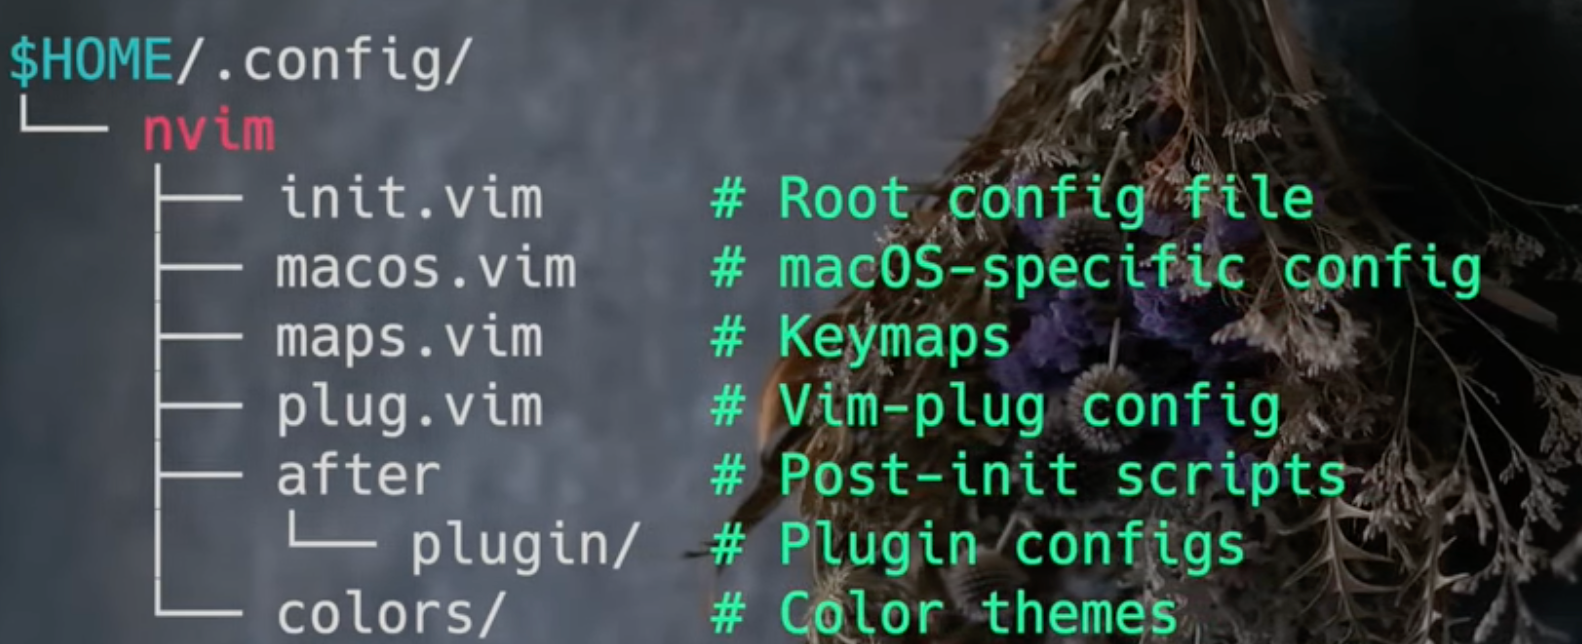 $HOME/.config/
└── nvim
    ├── init.vim     # Root config file
    ├── macos.vim    # macOS-specific config
    ├── maps.vim     # Keymaps
    ├── plug.vim     # Vim-plug config
    ├── after        # Post-init scripts
    │   └── plugin/  # Plugin configs
    └── colors/      # Color themes